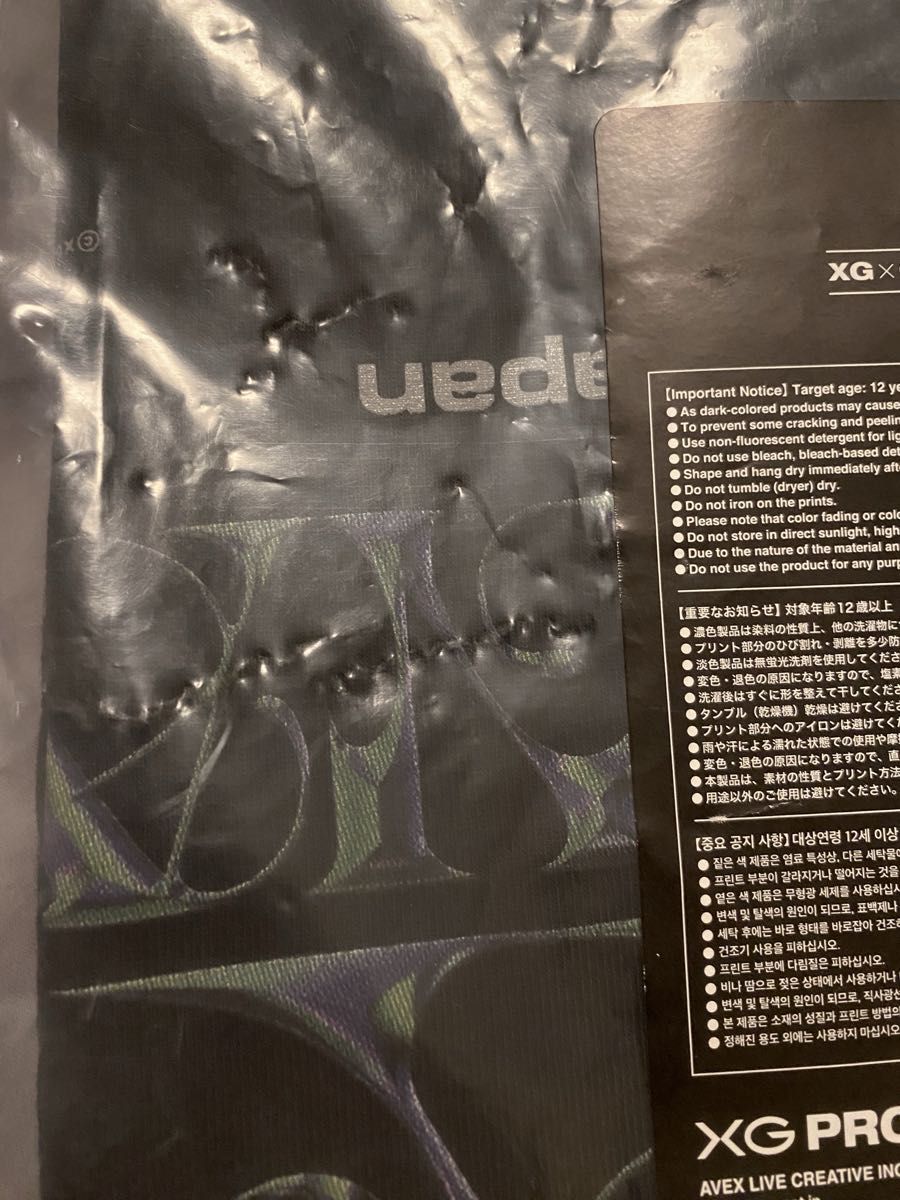 XG×
apan
【Important Notice】Target age: 12 ye
●As dark-colored products may cause
●To prevent some cracking and peelin
●Use non-fluorescent detergent for lig
●Do not use bleach, bleach-based det
●Shape and hang dry immediately afte
●Do not tumble (dryer) dry.
●Do not iron on the prints.
●Please note that color fading or colo
●Do not store in direct sunlight, high
●Due to the nature of the material an
●Do not use the product for any purp
【重要なお知らせ】対象年齢12歳以上
●濃色製品は染料の性質上、他の洗濯物に
●プリント部分のひび割れ・剥離を多少防
●淡色製品は無蛍光洗剤を使用してくださ
●変色・退色の原因になりますので、塩素
●洗濯後はすぐに形を整えて干してくださ
●タンブル（乾燥機）乾燥は避けてくださ
●プリント部分へのアイロンは避けてくだ
●雨や汗による濡れた状態での使用や摩擦
●変色・退色の原因になりますので、直
●本製品は、素材の性質とプリント方法
●用途以外のご使用は避けてください。
【중요 공지 사항】대상연령 12세 이상
●짙은 색 제품은 염료 특성상, 다른 세탁물에
●프린트 부분이 갈라지거나 떨어지는 것을
●옅은 색 제품은 무형광 세제를 사용하십시
●변색 및 탈색의 원인이 되므로, 표백제나
●세탁 후에는 바로 형태를 바로잡아 건조하
●건조기 사용을 피하십시오.
●프린트 부분에 다림질은 피하십시오.
●비나 땀으로 젖은 상태에서 사용하거나
●변색 및 탈색의 원인이 되므로, 직사광선
●본 제품은 소재의 성질과 프린트 방법의
●정해진 용도 외에는 사용하지 마십시오
XG PRO
AVEX LIVE CREATIVE INC